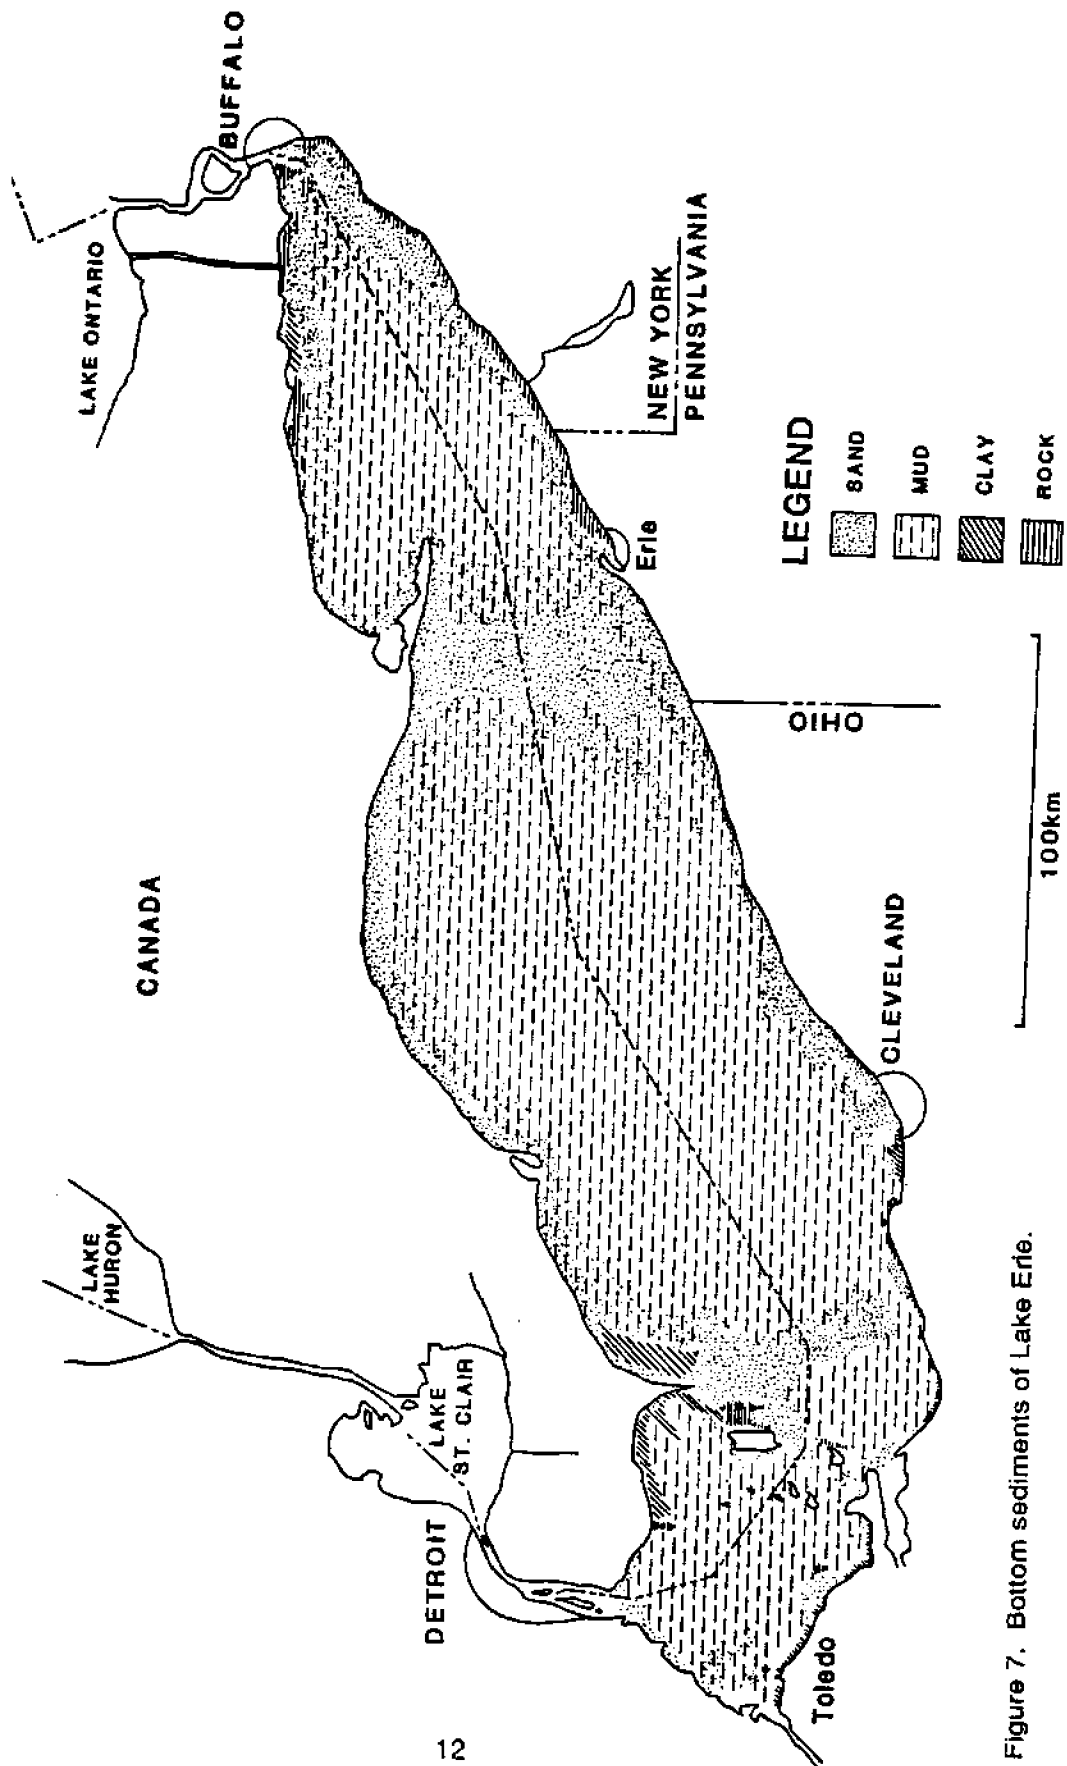 LAKE ONTARIO
BUFFALO
CANADA
LAKE
HURON
LAKE
ST. CLAIR
DETROIT
NEW YORK
PENNSYLVANIA
Erie
OIHO
CLEVELAND
Toledo
LEGEND
SAND
MUD
CLAY
ROCK
100km
Figure 7. Bottom sediments of Lake Erie.
12